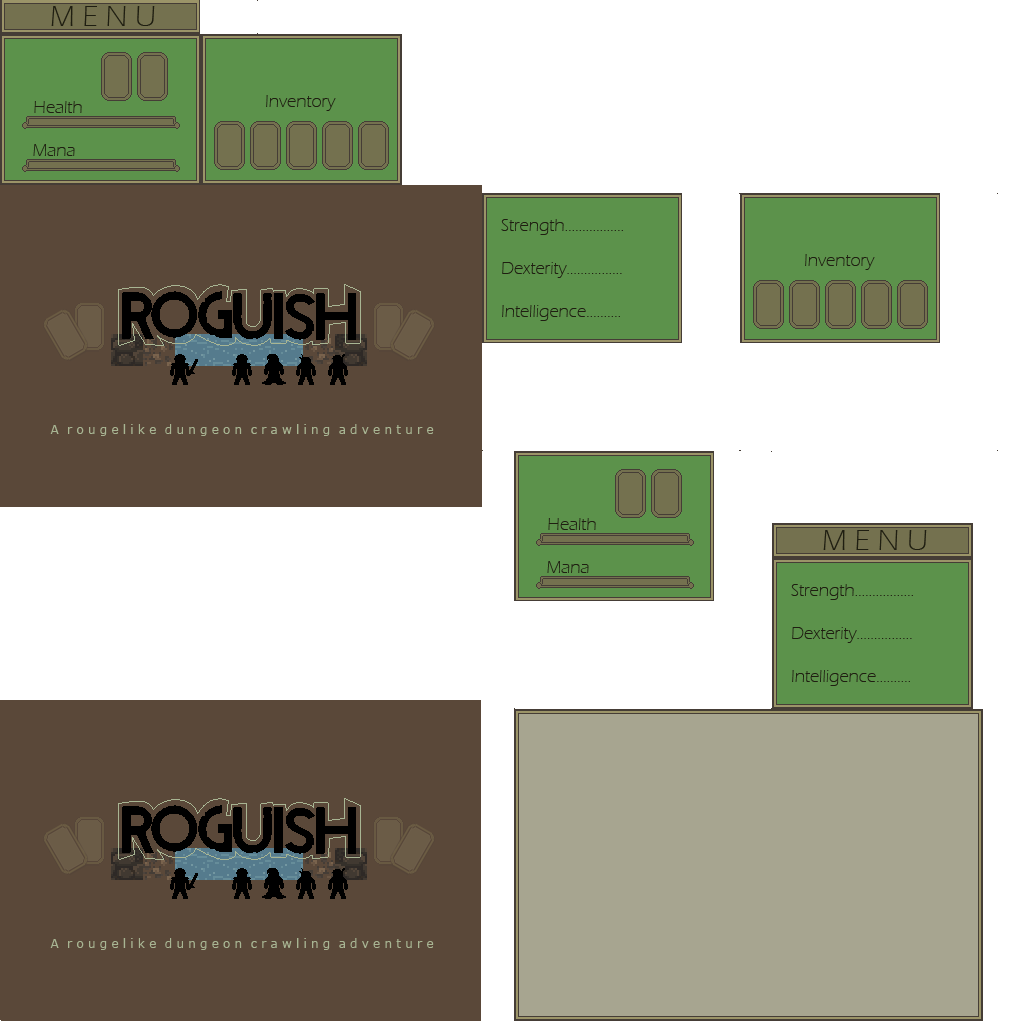 MENU
Health
Mana
Inventory
ROGUISH
A rougelike dungeon crawling adventure
Strength................
Dexterity...............
Intelligence.........
Inventory
Health
Mana
MENU
Strength................
Dexterity...............
Intelligence.........
ROGUISH
A rougelike dungeon crawling adventure